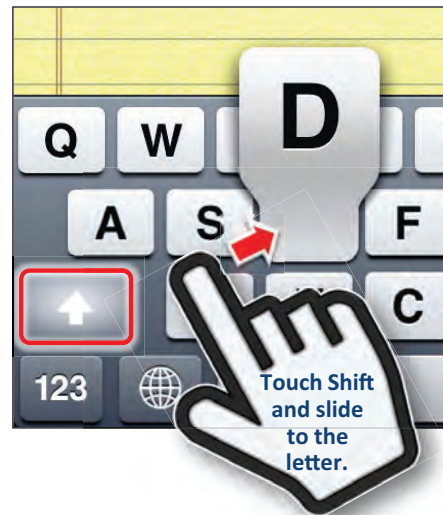 D
Q W
A S F
C
123
Touch Shift
and slide
to the
letter.